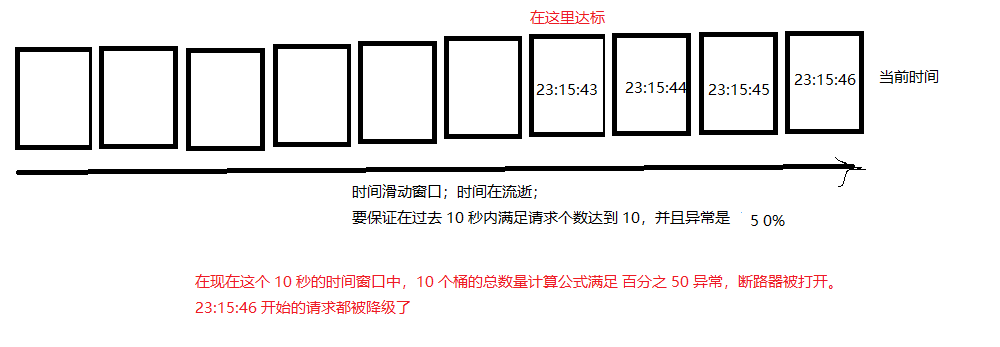 在这里达标
23:15:43
23:15:44
23:15:45
23:15:46
当前时间
时间滑动窗口；时间在流逝；
要保证在过去 10 秒内满足请求个数达到 10，并且异常是 5 0%
在现在这个 10 秒的时间窗口中，10 个桶的总数量计算公式满足 百分之 50 异常，断路器被打开。
23:15:46 开始的请求都被降级了